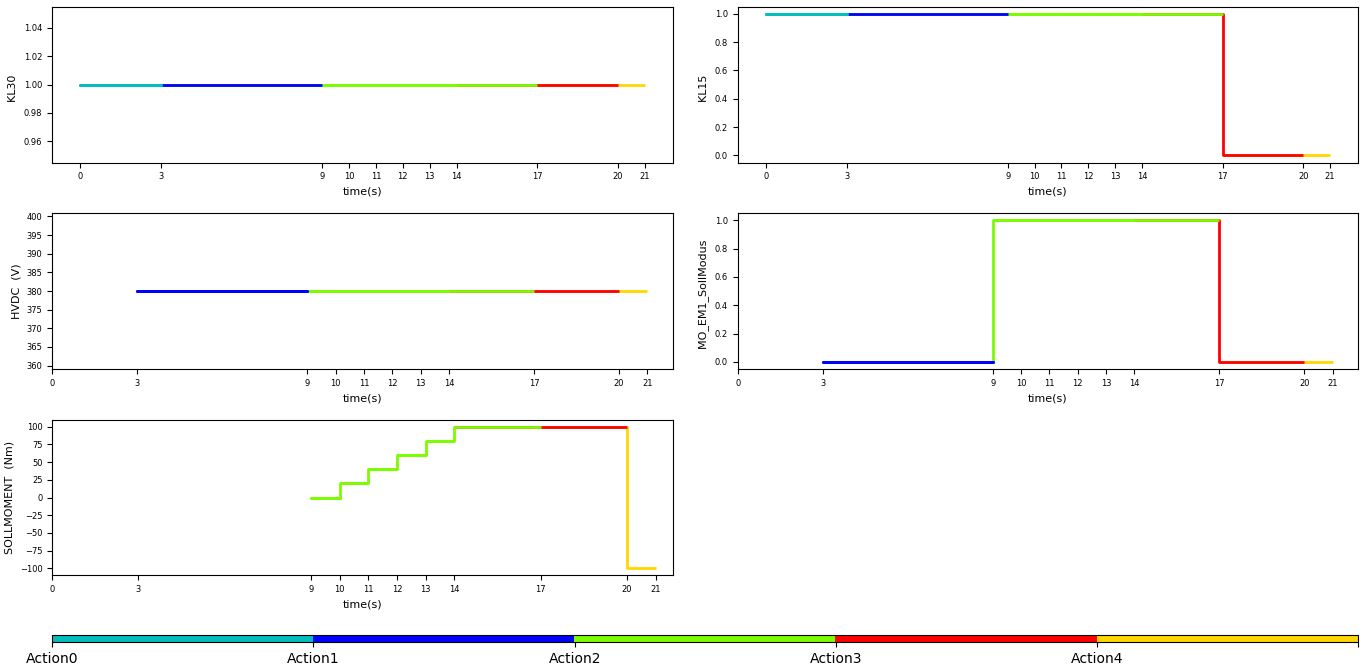 KL30
1.04
1.02
1.00
0.98
0.96
0 3 9 10 11 12 13 14 17 20 21
time(s)
KL15
1.0
0.8
0.6
0.4
0.2
0.0
0 3 9 10 11 12 13 14 17 20 21
time(s)
HVDC (V)
400
395
390
385
380
375
370
365
360
0 3 9 10 11 12 13 14 17 20 21
time(s)
MO_EM1_SollModus
1.0
0.8
0.6
0.4
0.2
0.0
0 3 9 10 11 12 13 14 17 20 21
time(s)
SOLLMOMENT (Nm)
100
75
50
25
0
−25
−50
−75
−100
0 3 9 10 11 12 13 14 17 20 21
time(s)
Action0 Action1 Action2 Action3 Action4